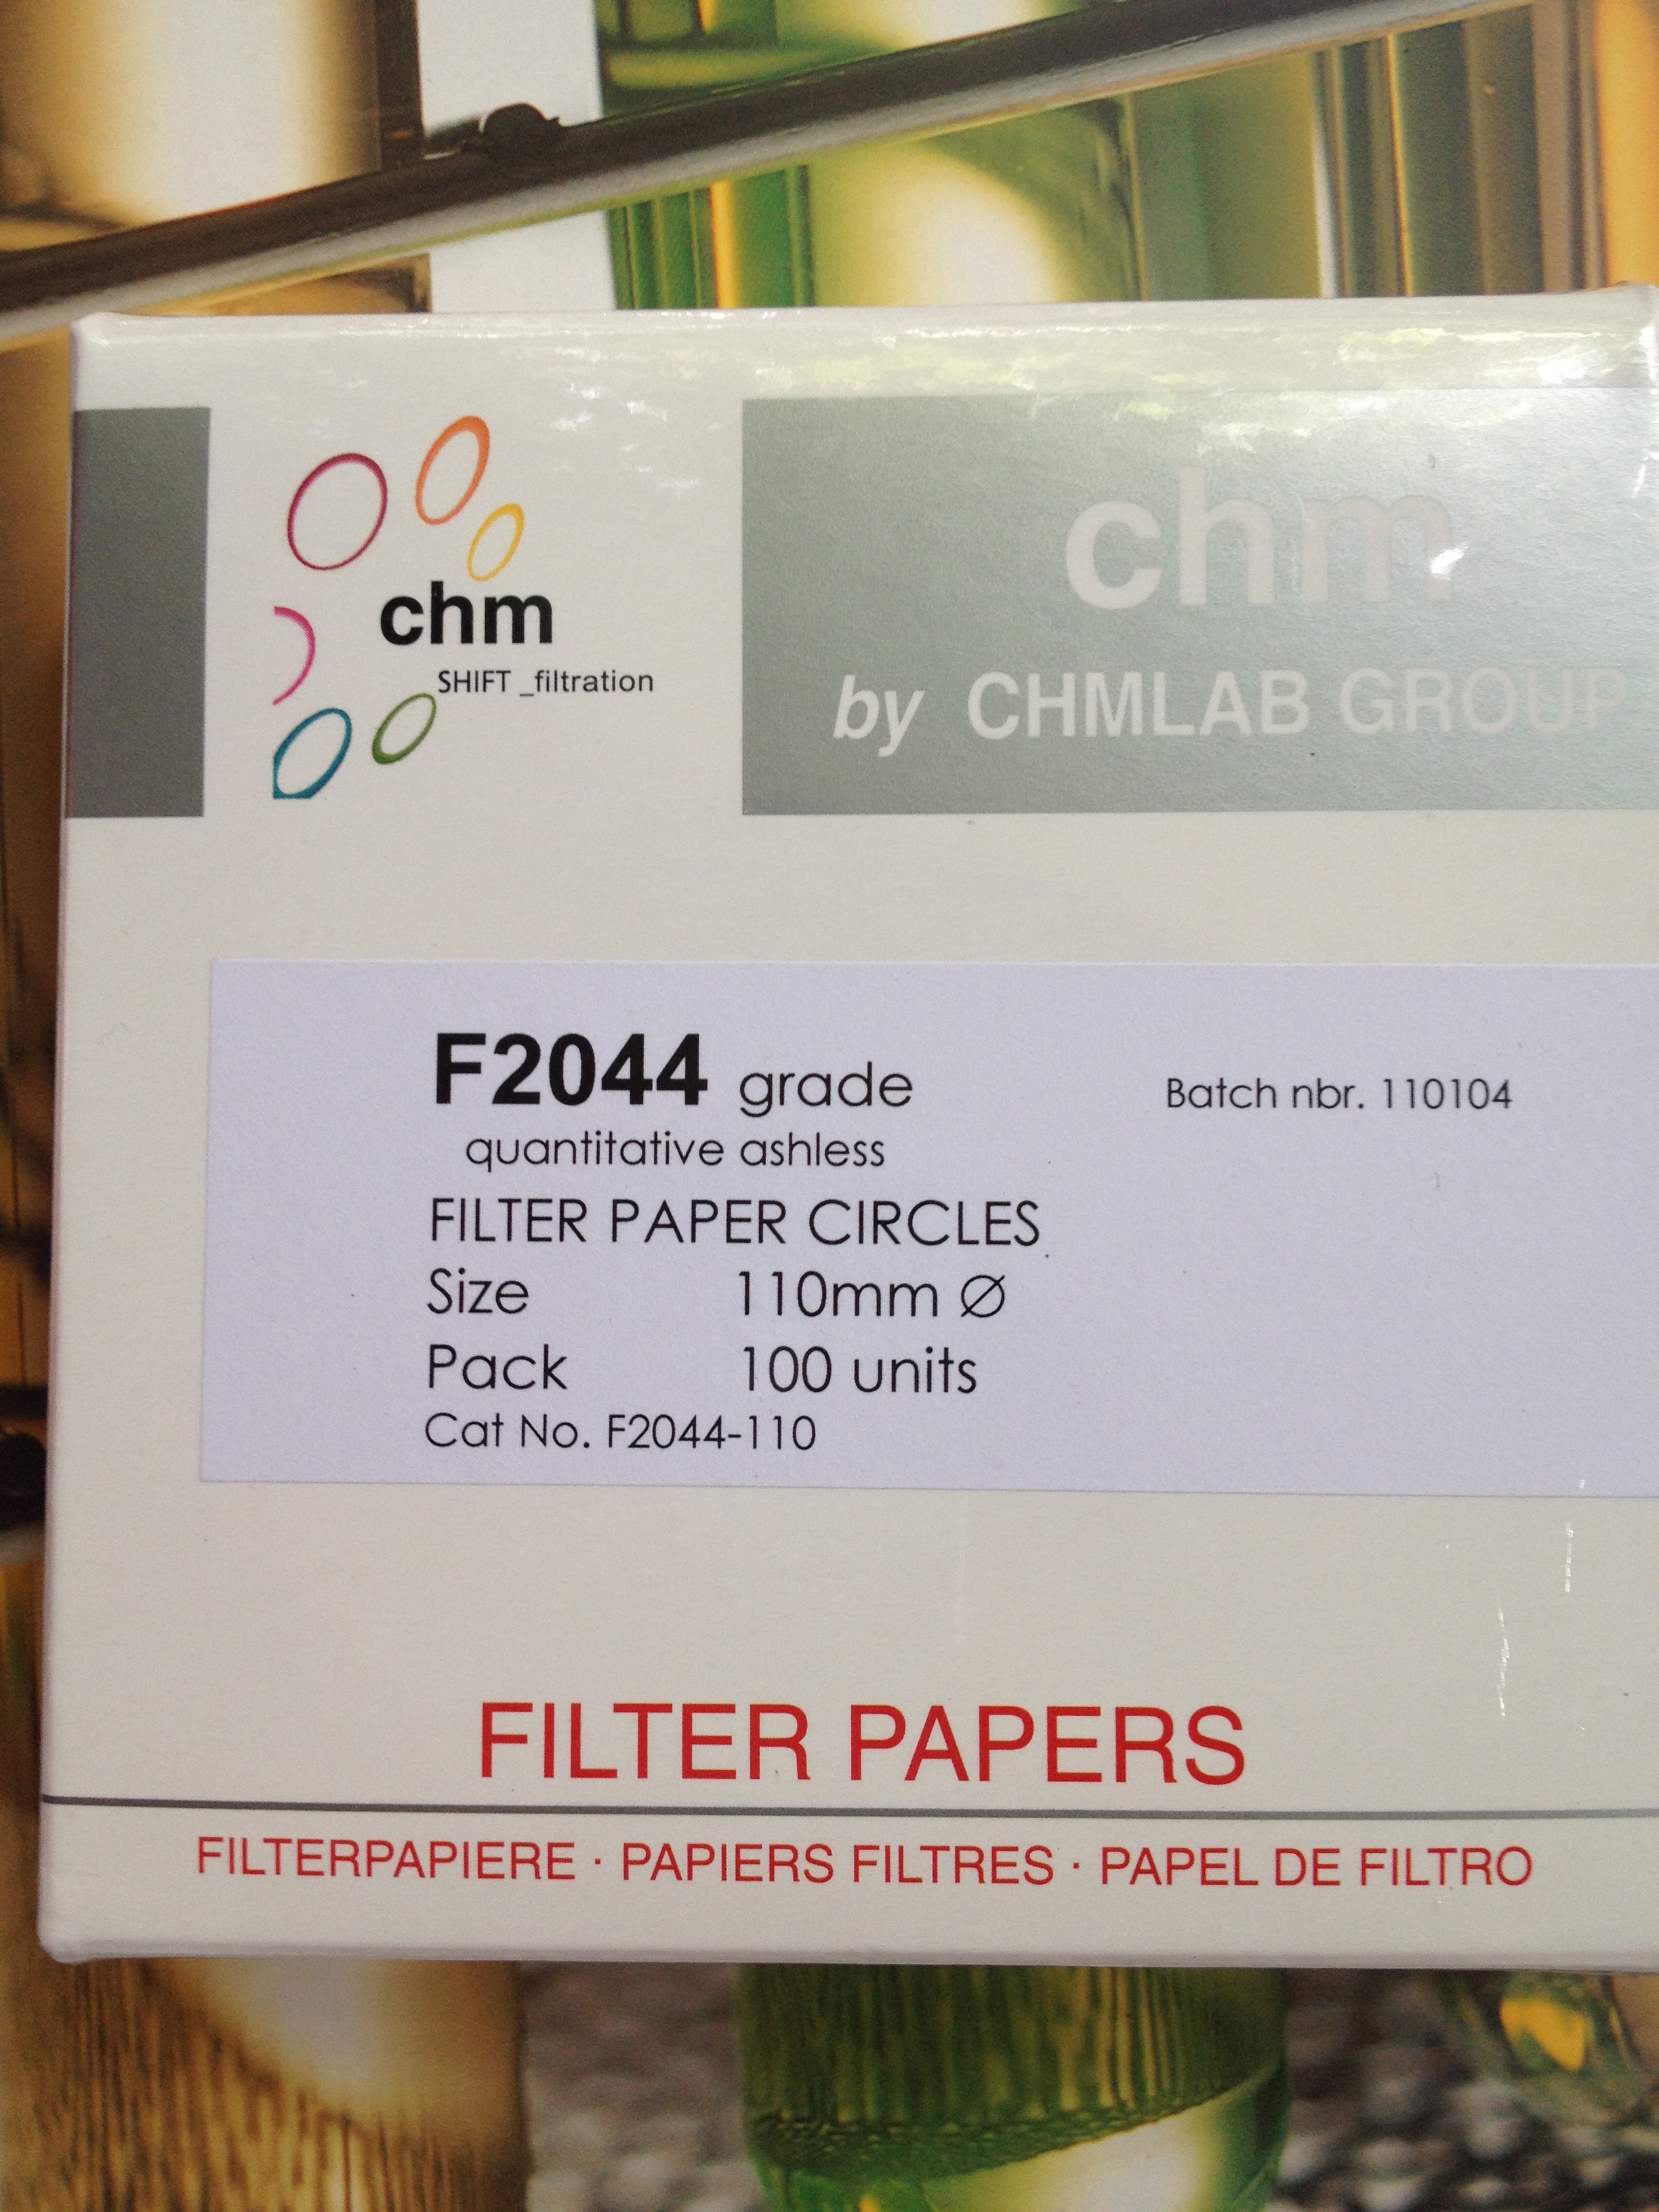 chm
SHIFT _filtration
chm
by CHMLAB GROUP
F2044 grade
Batch nbr. 110104
quantitative ashless
FILTER PAPER CIRCLES
Size 110mm Ø
Pack 100 units
Cat No. F2044-110
FILTER PAPERS
FILTERPAPIERE · PAPIERS FILTRES · PAPEL DE FILTRO